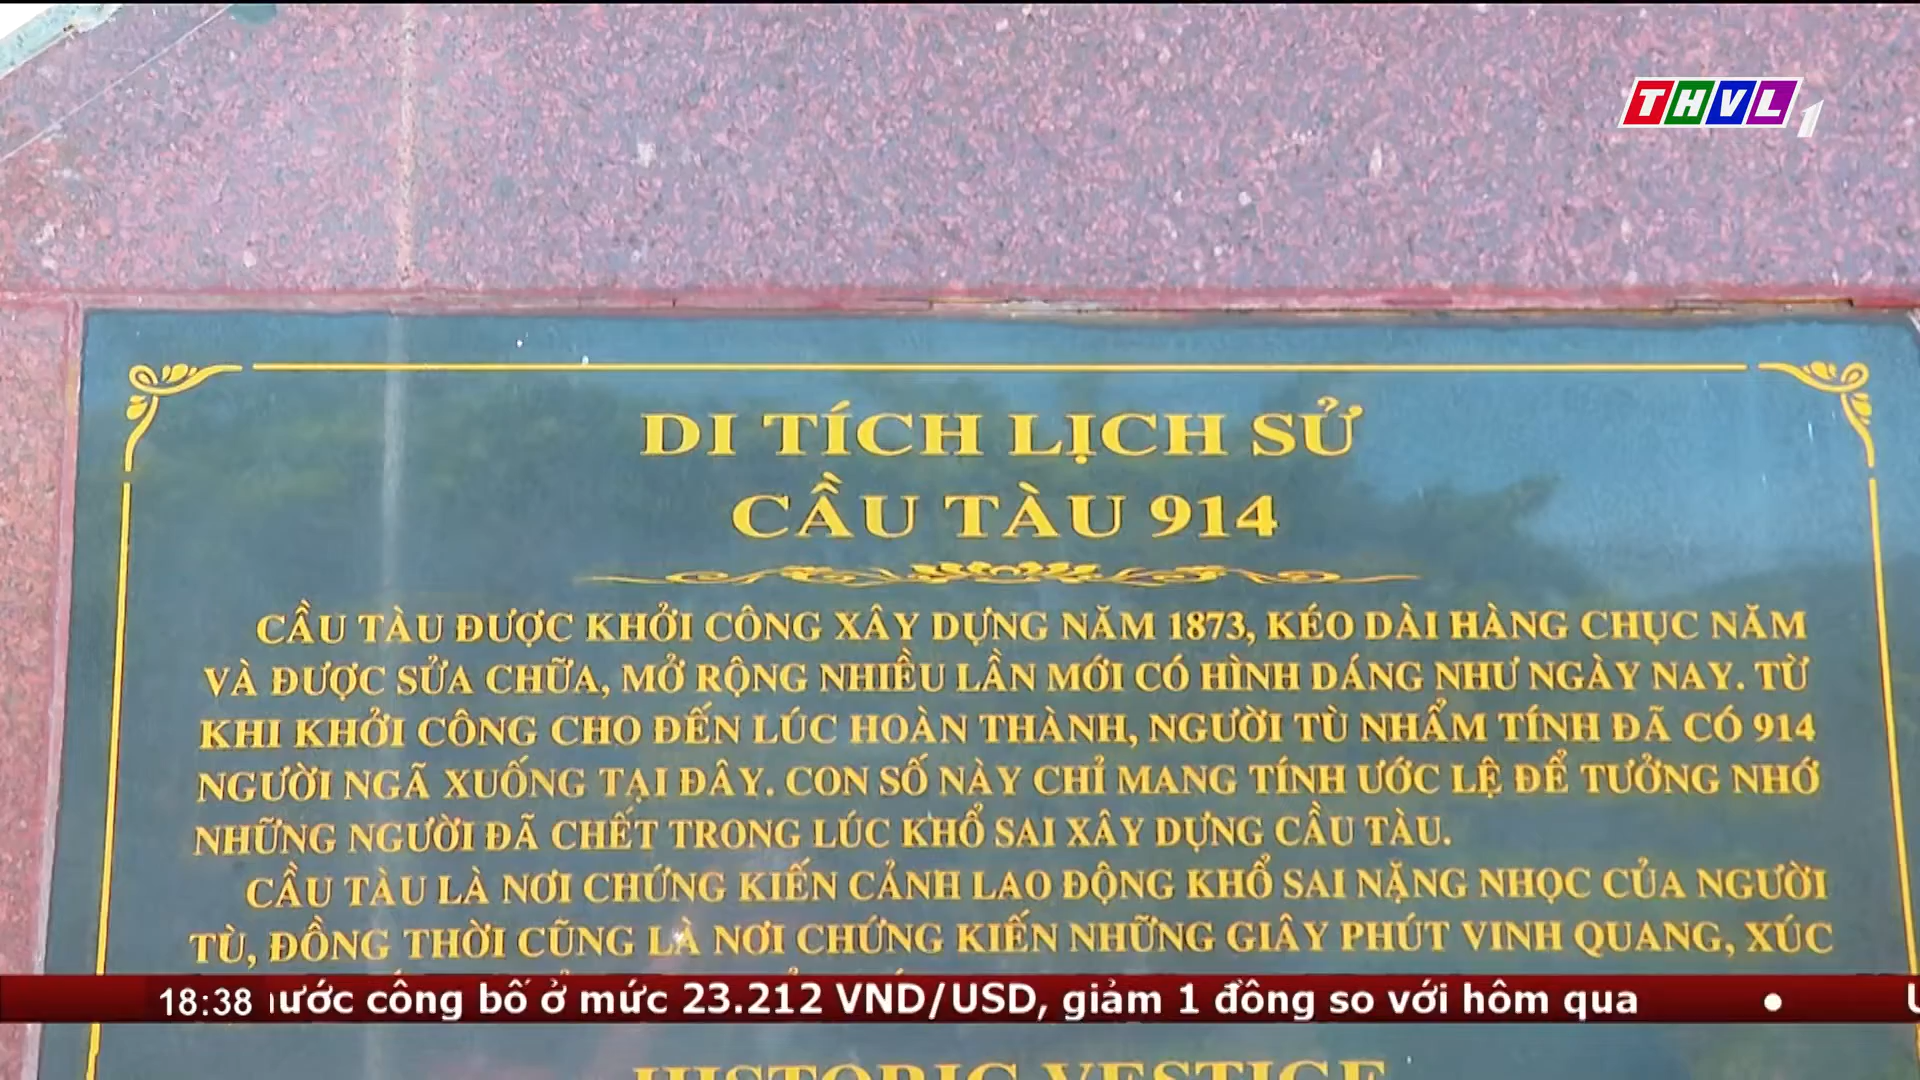 THVL1
DI TÍCH LỊCH SỬ
CẦU TÀU 914
CẦU TÀU ĐƯỢC KHỞI CÔNG XÂY DỰNG NĂM 1873, KÉO DÀI HÀNG CHỤC NĂM
VÀ ĐƯỢC SỬA CHỮA, MỞ RỘNG NHIỀU LẦN MỚI CÓ HÌNH DÁNG NHƯ NGÀY NAY. TỪ
KHI KHỞI CÔNG CHO ĐẾN LÚC HOÀN THÀNH, NGƯỜI TÙ NHẨM TÍNH ĐÃ CÓ 914
NGƯỜI NGÃ XUỐNG TẠI ĐÂY. CON SỐ NÀY CHỈ MANG TÍNH ƯỚC LỆ ĐỂ TƯỞNG NHỚ
NHỮNG NGƯỜI ĐÃ CHẾT TRONG LÚC KHỔ SAI XÂY DỰNG CẦU TÀU.
CẦU TÀU LÀ NƠI CHỨNG KIẾN CẢNH LAO ĐỘNG KHỔ SAI NẶNG NHỌC CỦA NGƯỜI
TÙ, ĐỒNG THỜI CŨNG LÀ NƠI CHỨNG KIẾN NHỮNG GIÂY PHÚT VINH QUANG, XÚC
18:38 nước công bố ở mức 23.212 VND/USD, giảm 1 đồng so với hôm qua •
HISTORIC VESTIGE